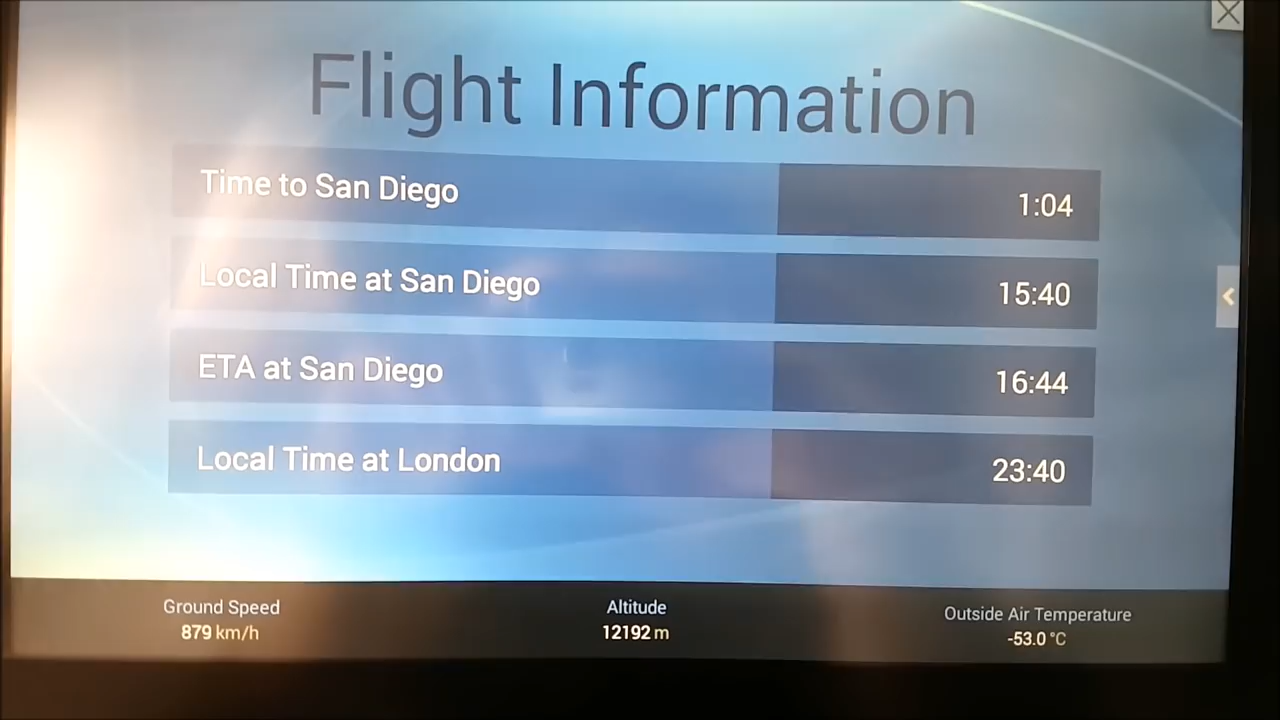 Flight Information
Time to San Diego 1:04
Local Time at San Diego 15:40
ETA at San Diego 16:44
Local Time at London 23:40
Ground Speed Altitude Outside Air Temperature
879 km/h 12192 m -53.0 °C